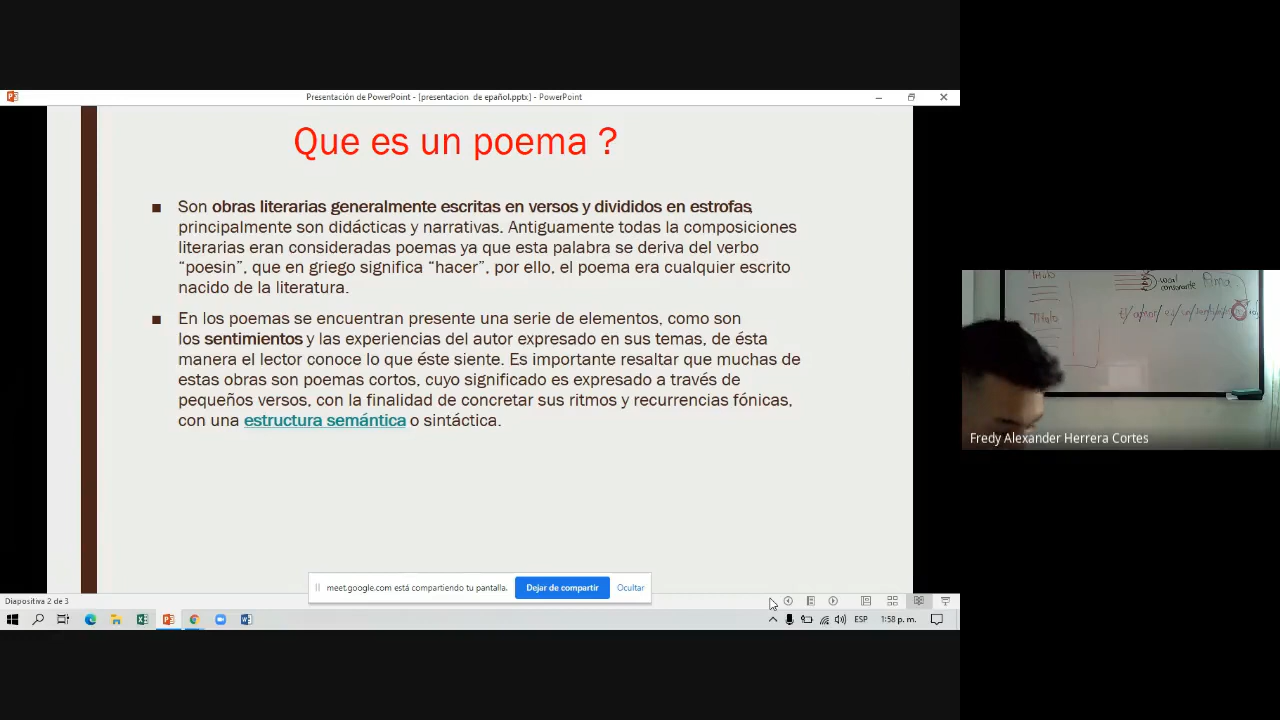 Presentación de PowerPoint - [presentacion de epañol.pptx] - PowerPoint
Que es un poema ?
■ Son obras literarias generalmente escritas en versos y divididos en estrofas,
principalmente son didácticas y narrativas. Antiguamente todas la composiciones
literarias eran consideradas poemas ya que esta palabra se deriva del verbo
“poesin”, que en griego significa “hacer”, por ello, el poema era cualquier escrito
nacido de la literatura.
■ En los poemas se encuentran presente una serie de elementos, como son
los sentimientos y las experiencias del autor expresado en sus temas, de ésta
manera el lector conoce lo que éste siente. Es importante resaltar que muchas de
estas obras son poemas cortos, cuyo significado es expresado a través de
pequeños versos, con la finalidad de concretar sus ritmos y recurrencias fónicas,
con una estructura semántica o sintáctica.
meet.google.com está compartiendo tu pantalla. Dejar de compartir Ocultar
Diapositiva 2 de 3
ESP 1:58 p. m.
vocal
consonante
Titulo
Fredy Alexander Herrera Cortes